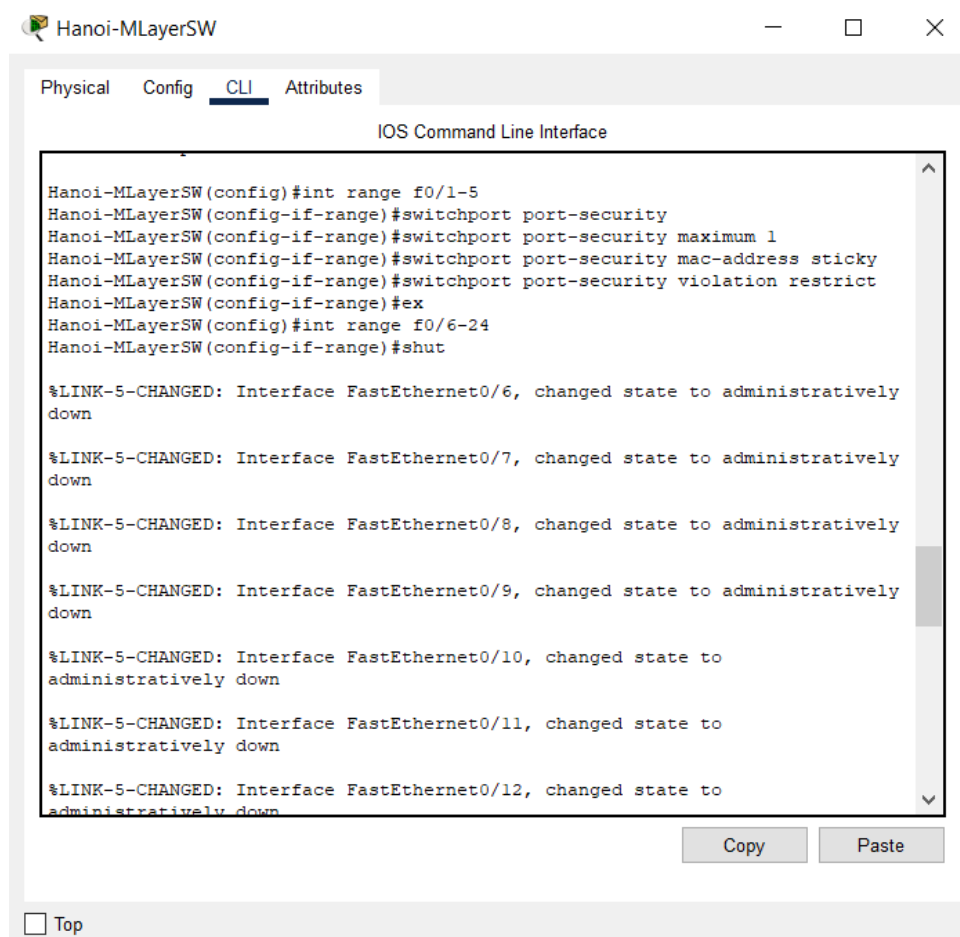 Hanoi-MLayerSW
Physical Config CLI Attributes
IOS Command Line Interface
Hanoi-MLayerSW(config)#int range f0/1-5
Hanoi-MLayerSW(config-if-range)#switchport port-security
Hanoi-MLayerSW(config-if-range)#switchport port-security maximum 1
Hanoi-MLayerSW(config-if-range)#switchport port-security mac-address sticky
Hanoi-MLayerSW(config-if-range)#switchport port-security violation restrict
Hanoi-MLayerSW(config-if-range)#ex
Hanoi-MLayerSW(config)#int range f0/6-24
Hanoi-MLayerSW(config-if-range)#shut
%LINK-5-CHANGED: Interface FastEthernet0/6, changed state to administratively
down
%LINK-5-CHANGED: Interface FastEthernet0/7, changed state to administratively
down
%LINK-5-CHANGED: Interface FastEthernet0/8, changed state to administratively
down
%LINK-5-CHANGED: Interface FastEthernet0/9, changed state to administratively
down
%LINK-5-CHANGED: Interface FastEthernet0/10, changed state to
administratively down
%LINK-5-CHANGED: Interface FastEthernet0/11, changed state to
administratively down
%LINK-5-CHANGED: Interface FastEthernet0/12, changed state to
administratively down
Copy Paste
Top